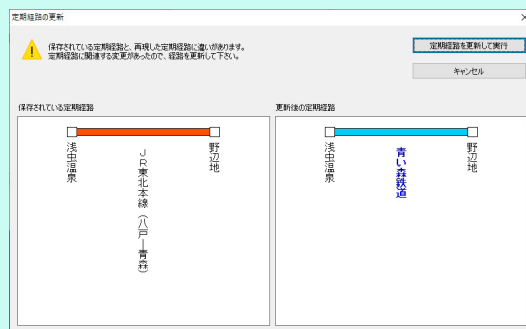 定期経路の更新
保存されている定期経路と、再現した定期経路に違いがあります。
定期経路に関連する変更があったので、経路を更新して下さい。
定期経路を更新して実行
キャンセル
保存されている定期経路
浅虫温泉
JR東北本線(八戸―青森)
野辺地
更新後の定期経路
浅虫温泉
青い森鉄道
野辺地